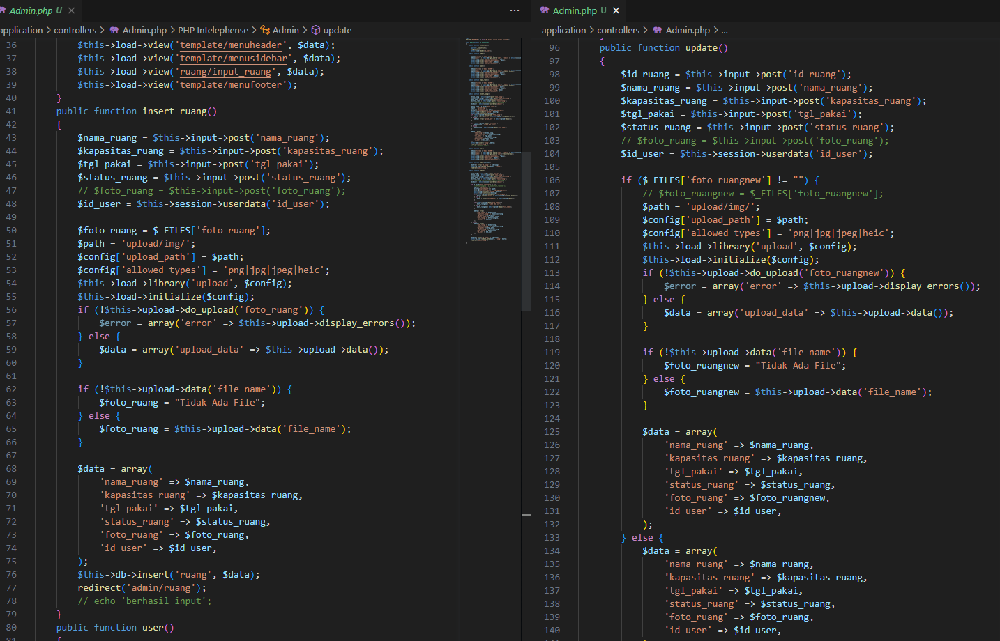 Admin.php U ×
...
application > controllers > Admin.php > PHP Intelephense > Admin > update
36 $this->load->view('template/menuheader', $data);
37 $this->load->view('template/menusidebar', $data);
38 $this->load->view('ruang/input_ruang', $data);
39 $this->load->view('template/menufooter');
40 }
41 public function insert_ruang()
42 {
43 $nama_ruang = $this->input->post('nama_ruang');
44 $kapasitas_ruang = $this->input->post('kapasitas_ruang');
45 $tgl_pakai = $this->input->post('tgl_pakai');
46 $status_ruang = $this->input->post('status_ruang');
47 // $foto_ruang = $this->input->post('foto_ruang');
48 $id_user = $this->session->userdata('id_user');
49
50 $foto_ruang = $_FILES['foto_ruang'];
51 $path = 'upload/img/';
52 $config['upload_path'] = $path;
53 $config['allowed_types'] = 'png|jpg|jpeg|heic';
54 $this->load->library('upload', $config);
55 $this->load->initialize($config);
56 if (!$this->upload->do_upload('foto_ruang')) {
57 $error = array('error' => $this->upload->display_errors());
58 } else {
59 $data = array('upload_data' => $this->upload->data());
60 }
61
62 if (!$this->upload->data('file_name')) {
63 $foto_ruang = "Tidak Ada File";
64 } else {
65 $foto_ruang = $this->upload->data('file_name');
66 }
67
68 $data = array(
69 'nama_ruang' => $nama_ruang,
70 'kapasitas_ruang' => $kapasitas_ruang,
71 'tgl_pakai' => $tgl_pakai,
72 'status_ruang' => $status_ruang,
73 'foto_ruang' => $foto_ruang,
74 'id_user' => $id_user,
75 );
76 $this->db->insert('ruang', $data);
77 redirect('admin/ruang');
78 // echo 'berhasil input';
79 }
80 public function user()
81 {
Admin.php U ×
application > controllers > Admin.php > ...
96 public function update()
97 {
98 $id_ruang = $this->input->post('id_ruang');
99 $nama_ruang = $this->input->post('nama_ruang');
100 $kapasitas_ruang = $this->input->post('kapasitas_ruang');
101 $tgl_pakai = $this->input->post('tgl_pakai');
102 $status_ruang = $this->input->post('status_ruang');
103 // $foto_ruang = $this->input->post('foto_ruang');
104 $id_user = $this->session->userdata('id_user');
105
106 if ($_FILES['foto_ruangnew'] != "") {
107 // $foto_ruangnew = $_FILES['foto_ruangnew'];
108 $path = 'upload/img/';
109 $config['upload_path'] = $path;
110 $config['allowed_types'] = 'png|jpg|jpeg|heic';
111 $this->load->library('upload', $config);
112 $this->load->initialize($config);
113 if (!$this->upload->do_upload('foto_ruangnew')) {
114 $error = array('error' => $this->upload->display_errors());
115 } else {
116 $data = array('upload_data' => $this->upload->data());
117 }
118
119 if (!$this->upload->data('file_name')) {
120 $foto_ruangnew = "Tidak Ada File";
121 } else {
122 $foto_ruangnew = $this->upload->data('file_name');
123 }
124
125 $data = array(
126 'nama_ruang' => $nama_ruang,
127 'kapasitas_ruang' => $kapasitas_ruang,
128 'tgl_pakai' => $tgl_pakai,
129 'status_ruang' => $status_ruang,
130 'foto_ruang' => $foto_ruangnew,
131 'id_user' => $id_user,
132 );
133 } else {
134 $data = array(
135 'nama_ruang' => $nama_ruang,
136 'kapasitas_ruang' => $kapasitas_ruang,
137 'tgl_pakai' => $tgl_pakai,
138 'status_ruang' => $status_ruang,
139 'foto_ruang' => $foto_ruang,
140 'id_user' => $id_user,